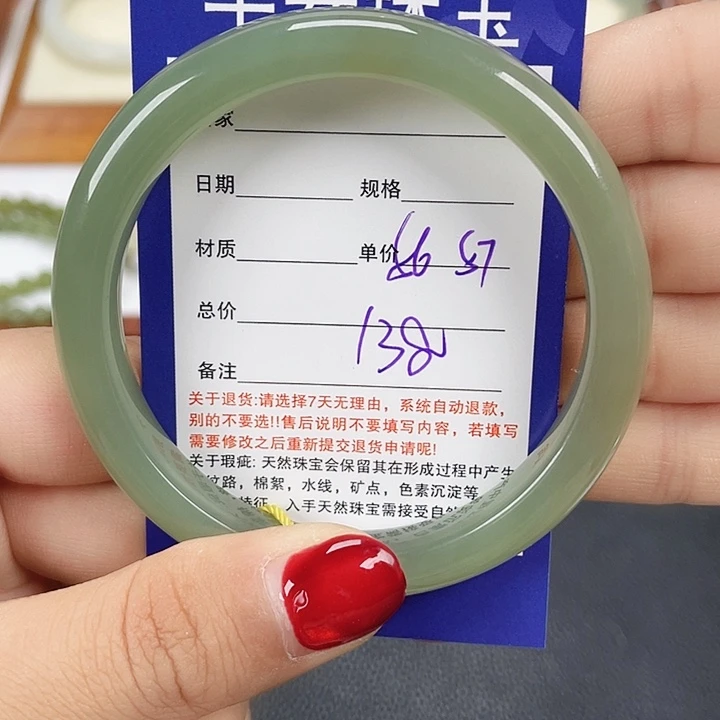 家
日期 规格
材质 单价 66 57
总价 138
备注
关于退货:请选择7天无理由，系统自动退款，
别的不要选!!售后说明不要填写内容，若填写
需要修改之后重新提交退货申请呢!
关于瑕疵: 天然珠宝会保留其在形成过程中产生
纹路，棉絮，水线，矿点，色素沉淀等
特征，入手天然珠宝需接受自然